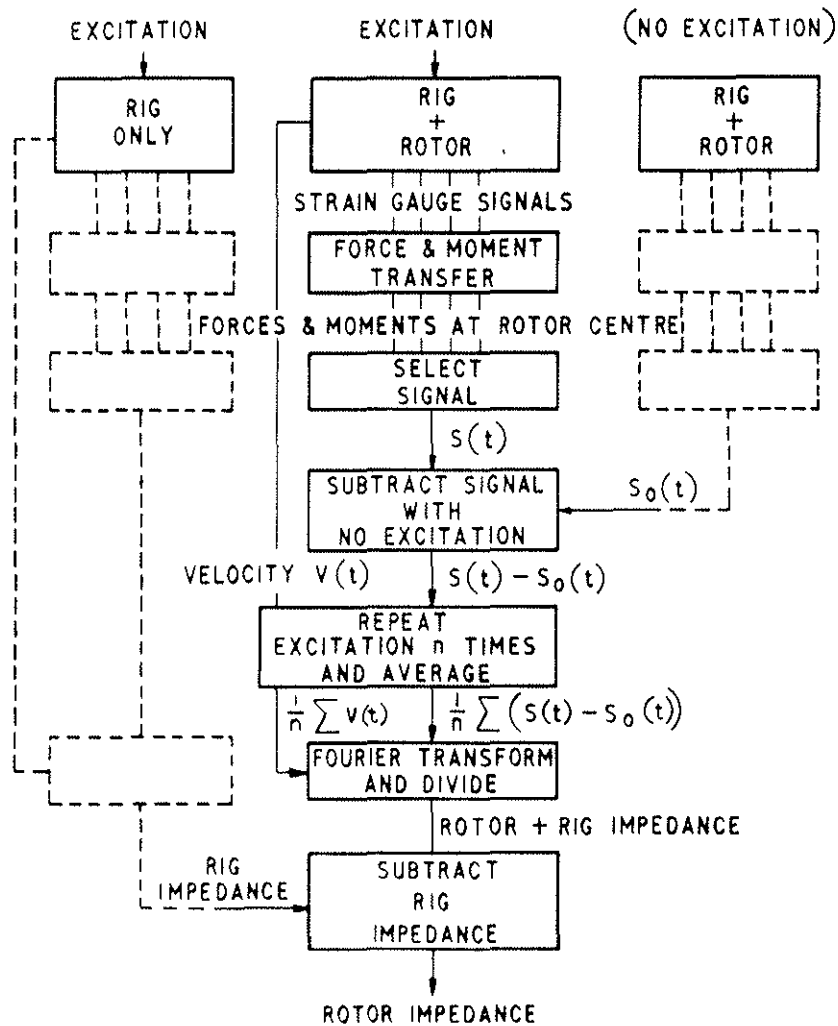 EXCITATION
EXCITATION
(NO EXCITATION)
RIG
ONLY
RIG
+
ROTOR
RIG
+
ROTOR
STRAIN GAUGE SIGNALS
FORCE & MOMENT
TRANSFER
FORCES & MOMENTS AT ROTOR CENTRE
SELECT
SIGNAL
S(t)
SUBTRACT SIGNAL
WITH
NO EXCITATION
S₀(t)
VELOCITY V(t)
S(t) – S₀(t)
REPEAT
EXCITATION n TIMES
AND AVERAGE
1/n ∑ V(t)
1/n ∑ (S(t) – S₀(t))
FOURIER TRANSFORM
AND DIVIDE
ROTOR + RIG IMPEDANCE
RIG
IMPEDANCE
SUBTRACT
RIG
IMPEDANCE
ROTOR IMPEDANCE